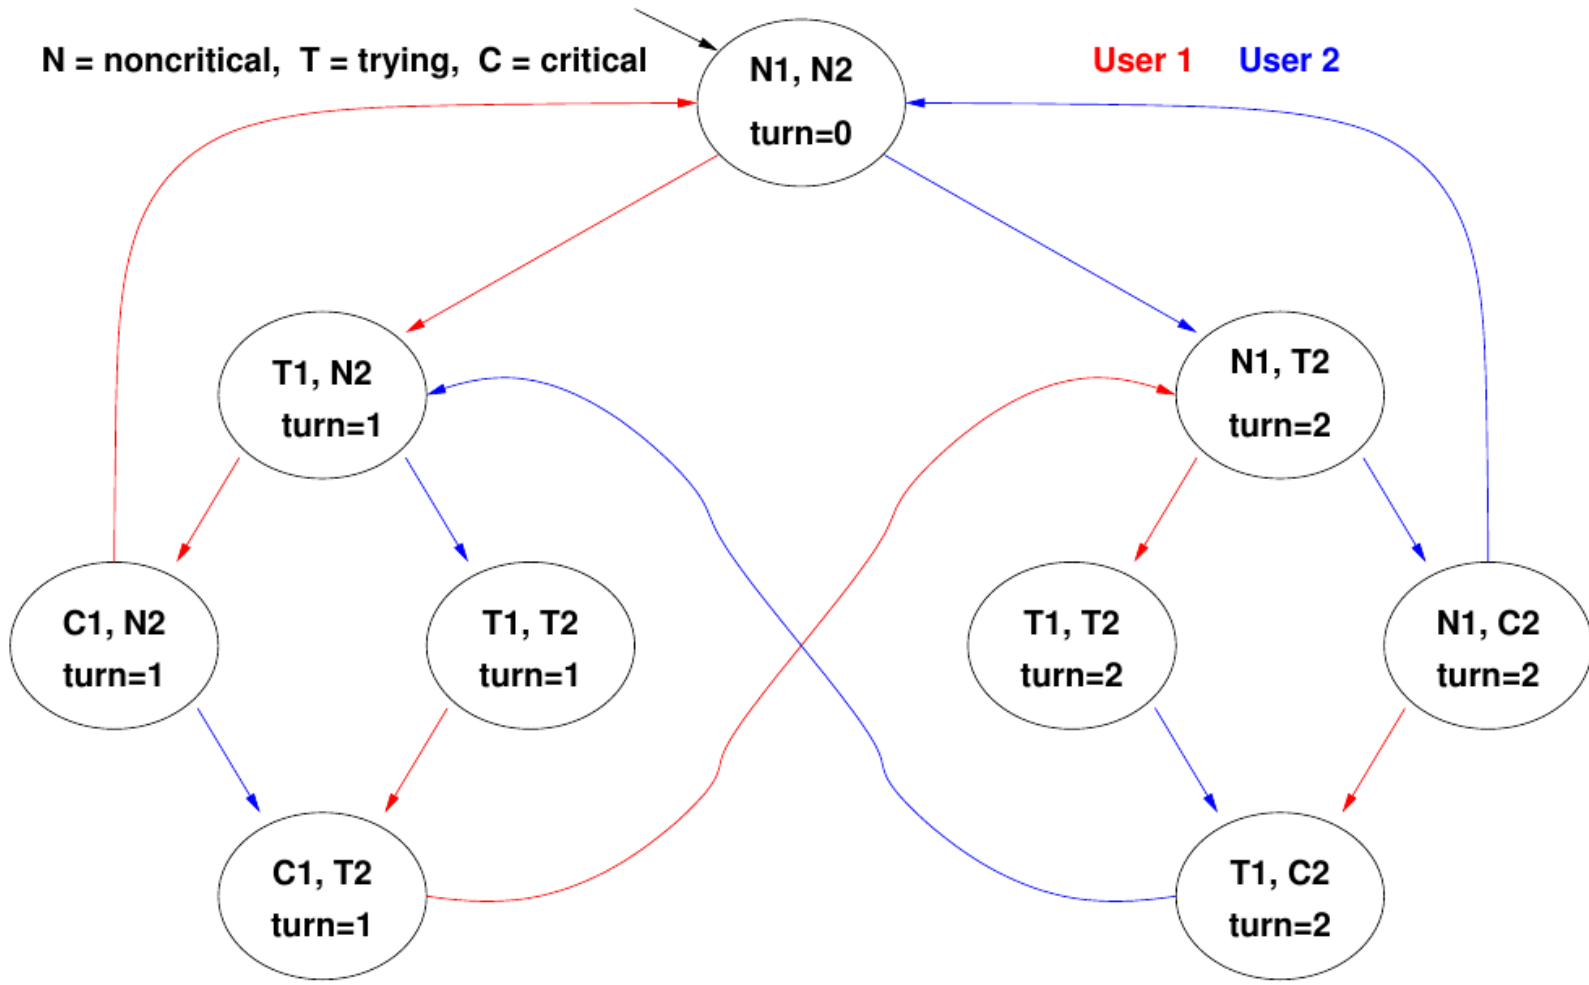 N = noncritical,  T = trying,  C = critical
User 1
User 2
N1, N2
turn=0
T1, N2
turn=1
N1, T2
turn=2
C1, N2
turn=1
T1, T2
turn=1
T1, T2
turn=2
N1, C2
turn=2
C1, T2
turn=1
T1, C2
turn=2